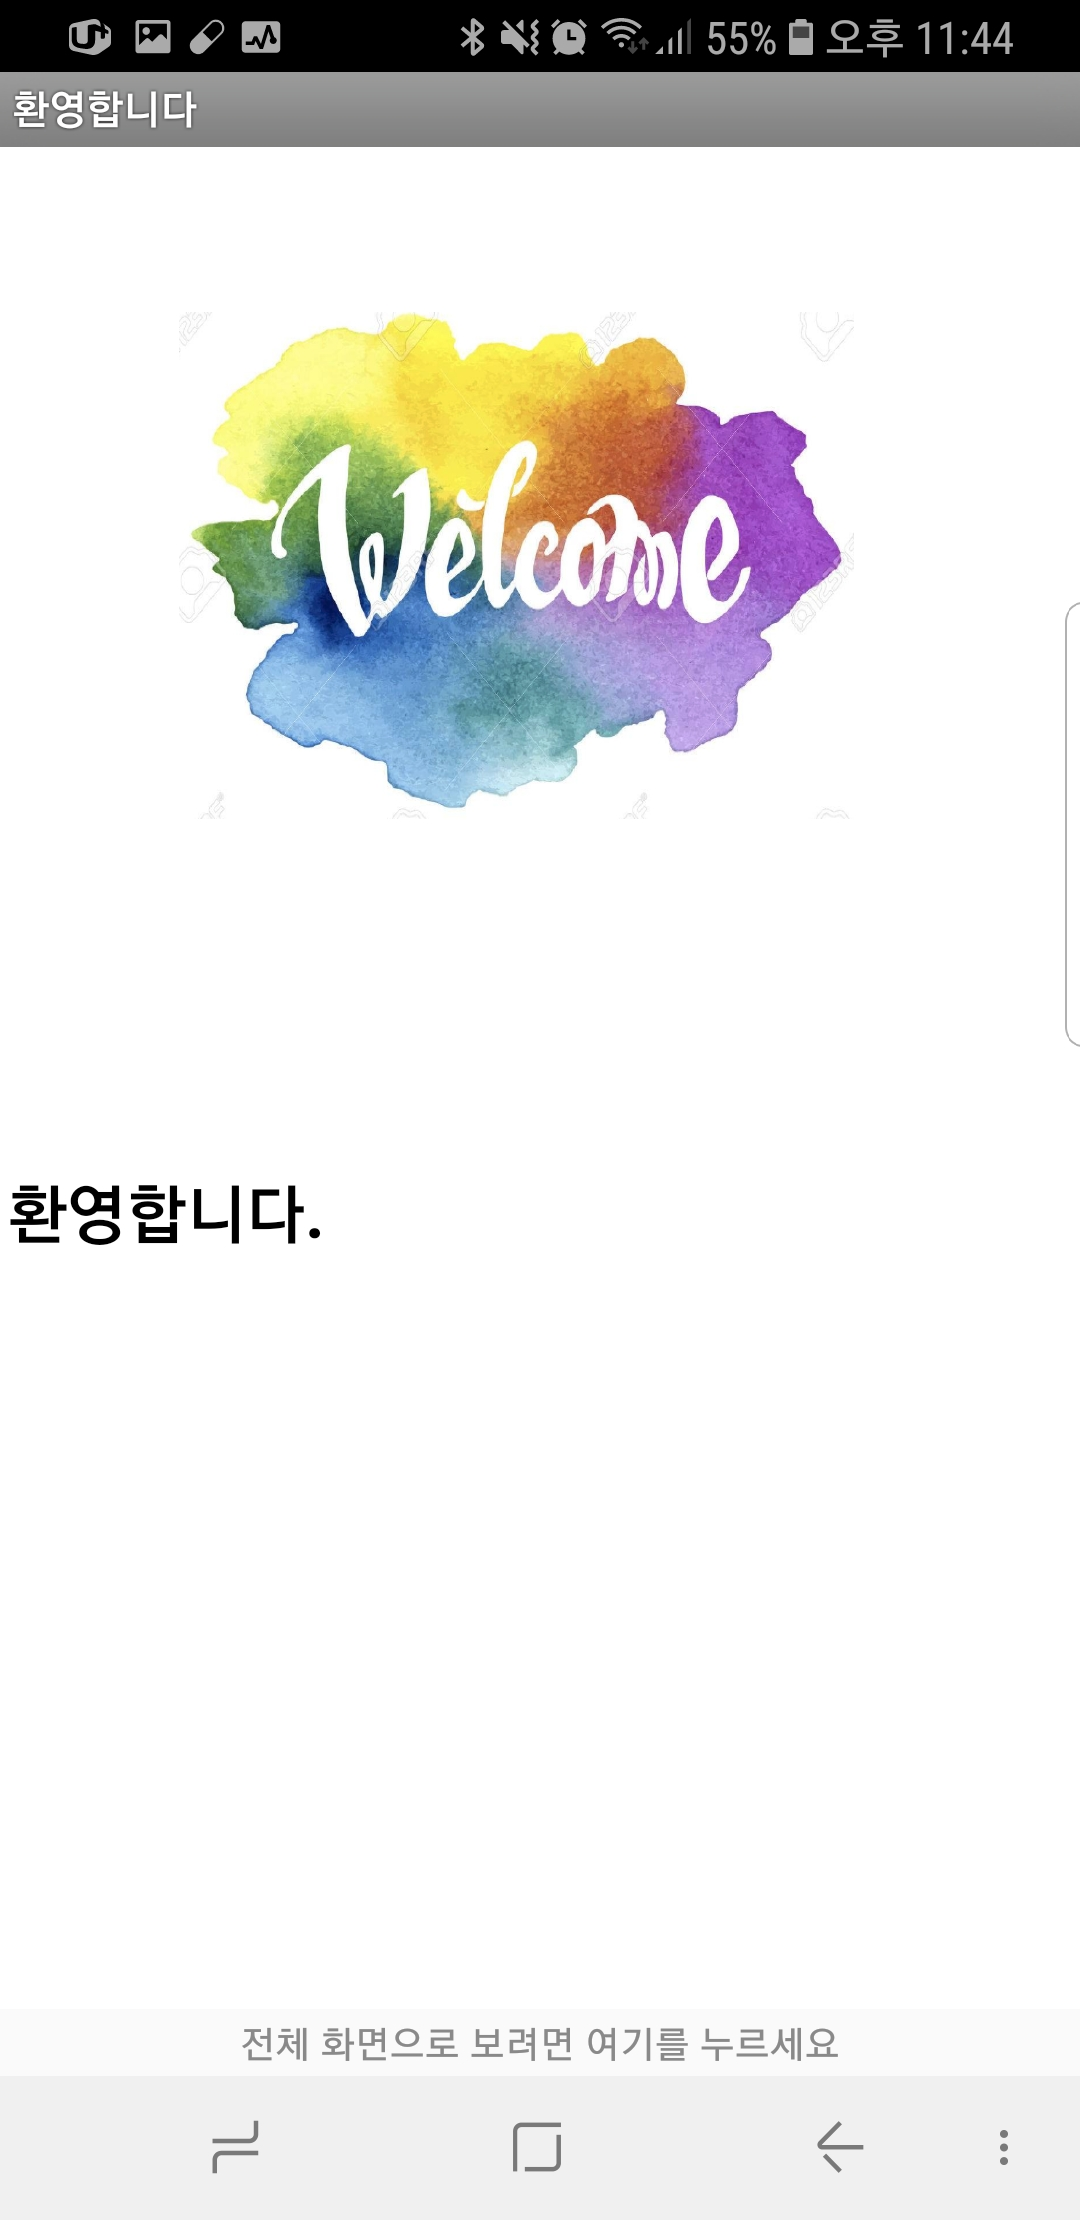 55% 오후 11:44
환영합니다
Welcome
환영합니다.
전체 화면으로 보려면 여기를 누르세요